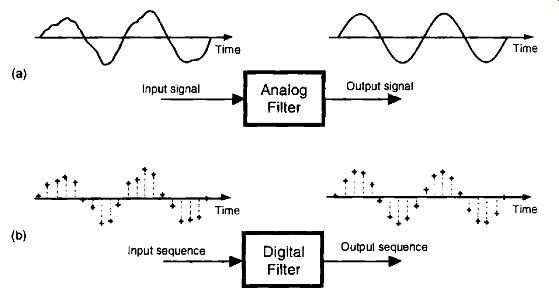 Time
Time
(a)
Input signal
Analog
Filter
Output signal
Time
Time
(b)
Input sequence
Digital
Filter
Output sequence